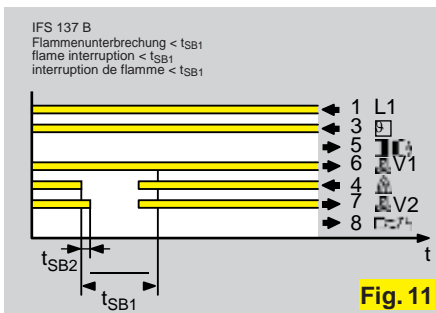 IFS 137 B
Flammenunterbrechung < tSB1
flame interruption < tSB1
interruption de flamme < tSB1
1 L1
3 ϑ
5
6 V1
4
7 V2
8
t
tSB2
tSB1
Fig. 11